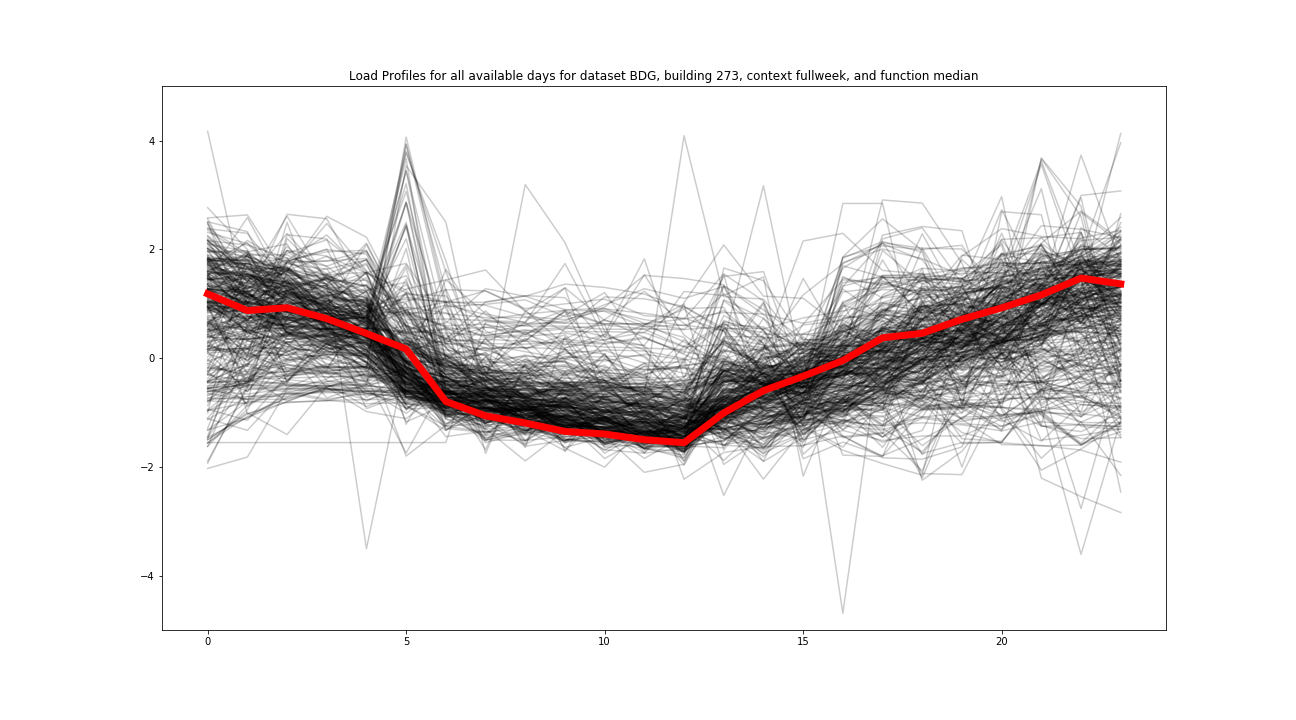 Load Profiles for all available days for dataset BDG, building 273, context fullweek, and function median
4
2
0
−2
−4
0 5 10 15 20